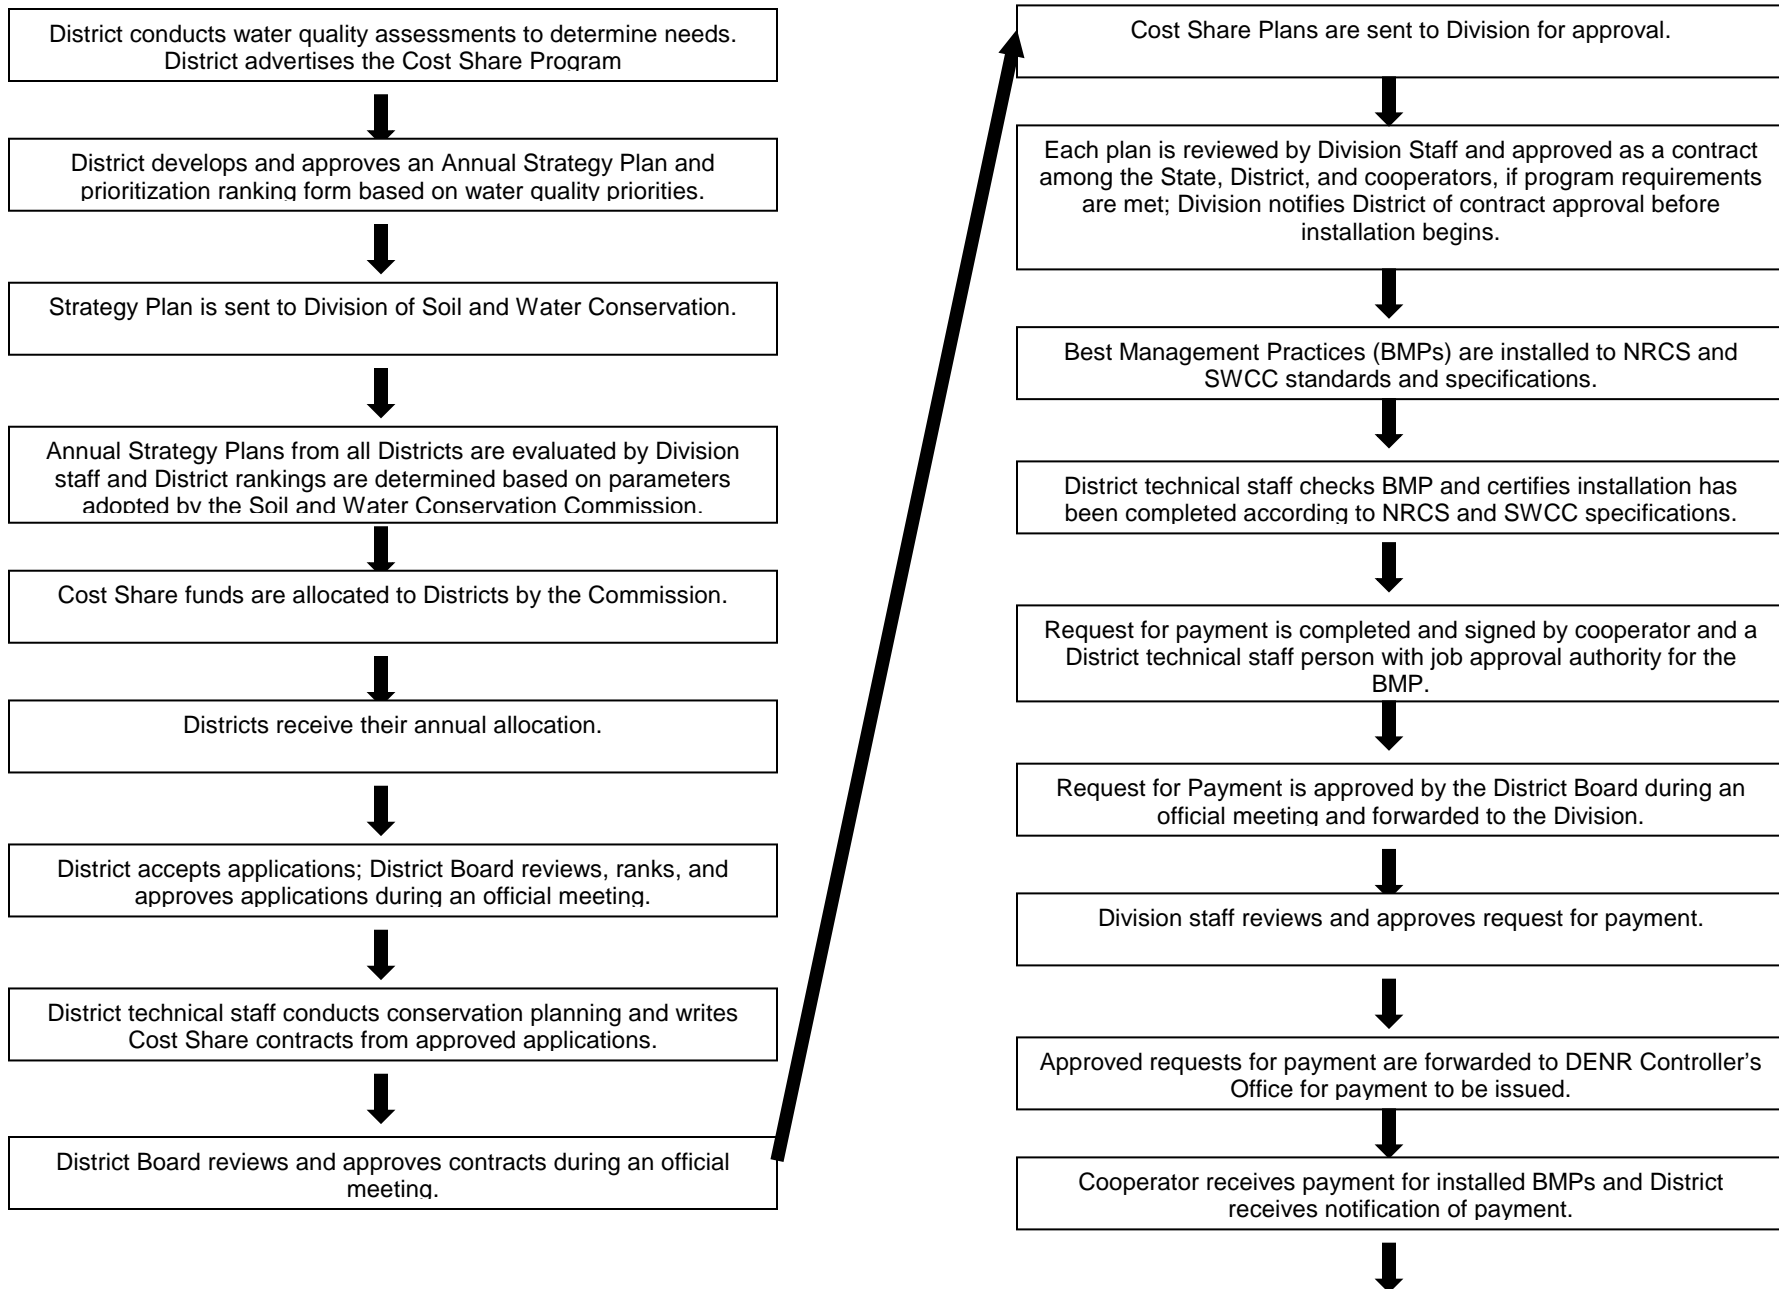 District conducts water quality assessments to determine needs.
District advertises the Cost Share Program
District develops and approves an Annual Strategy Plan and
prioritization ranking form based on water quality priorities.
Strategy Plan is sent to Division of Soil and Water Conservation.
Annual Strategy Plans from all Districts are evaluated by Division
staff and District rankings are determined based on parameters
adopted by the Soil and Water Conservation Commission.
Cost Share funds are allocated to Districts by the Commission.
Districts receive their annual allocation.
District accepts applications; District Board reviews, ranks, and
approves applications during an official meeting.
District technical staff conducts conservation planning and writes
Cost Share contracts from approved applications.
District Board reviews and approves contracts during an official
meeting.
Cost Share Plans are sent to Division for approval.
Each plan is reviewed by Division Staff and approved as a contract
among the State, District, and cooperators, if program requirements
are met; Division notifies District of contract approval before
installation begins.
Best Management Practices (BMPs) are installed to NRCS and
SWCC standards and specifications.
District technical staff checks BMP and certifies installation has
been completed according to NRCS and SWCC specifications.
Request for payment is completed and signed by cooperator and a
District technical staff person with job approval authority for the
BMP.
Request for Payment is approved by the District Board during an
official meeting and forwarded to the Division.
Division staff reviews and approves request for payment.
Approved requests for payment are forwarded to DENR Controller's
Office for payment to be issued.
Cooperator receives payment for installed BMPs and District
receives notification of payment.